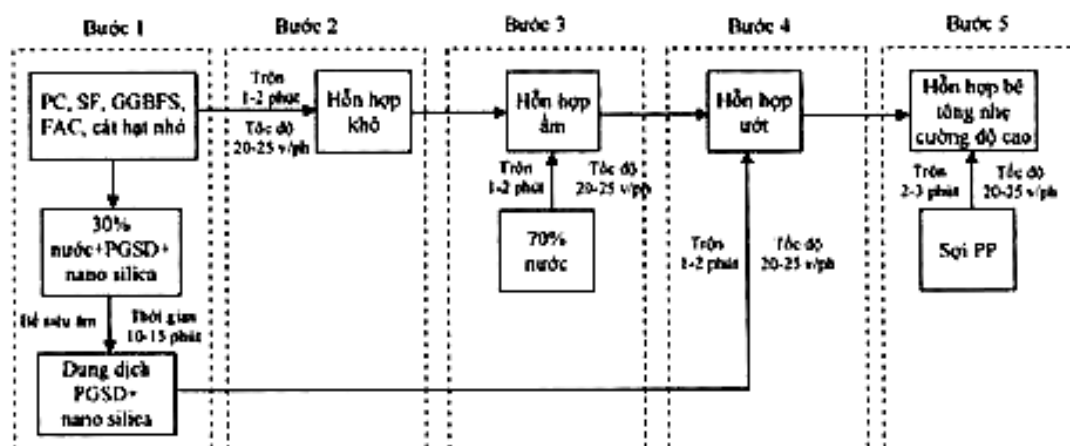 Bước 1
Bước 2
Bước 3
Bước 4
Bước 5
PC, SF, GGBFS,
FAC, cát hạt nhỏ
Trộn
1-2 phút
Tốc độ
20-25 v/ph
Hỗn hợp
khô
Hỗn hợp
ẩm
Hỗn hợp
ướt
Hỗn hợp bê
tông nhẹ
cường độ cao
30%
nước+PGSD+
nano silica
Trộn
1-2 phút
Tốc độ
20-25 v/ph
70%
nước
Trộn
1-2 phút
Tốc độ
20-25 v/ph
Trộn
2-3 phút
Tốc độ
20-25 v/ph
Sợi PP
Bể siêu âm
Thời gian
10-15 phút
Dung dịch
PGSD+
nano silica